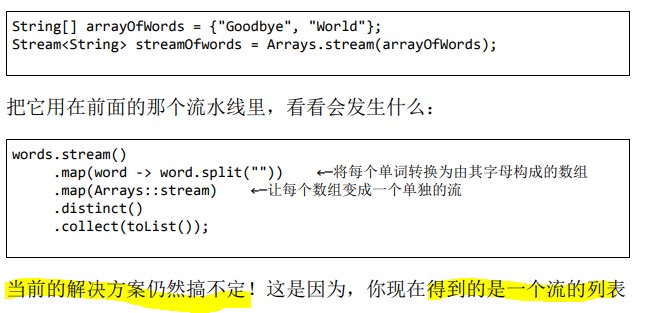 String[] arrayOfWords = {"Goodbye", "World"};
Stream<String> streamOfwords = Arrays.stream(arrayOfWords);
把它用在前面的那个流水线里，看看会发生什么：
words.stream()
.map(word -> word.split("")) ←─将每个单词转换为由其字母构成的数组
.map(Arrays::stream) ←─让每个数组变成一个单独的流
.distinct()
.collect(toList());
当前的解决方案仍然搞不定！这是因为，你现在得到的是一个流的列表